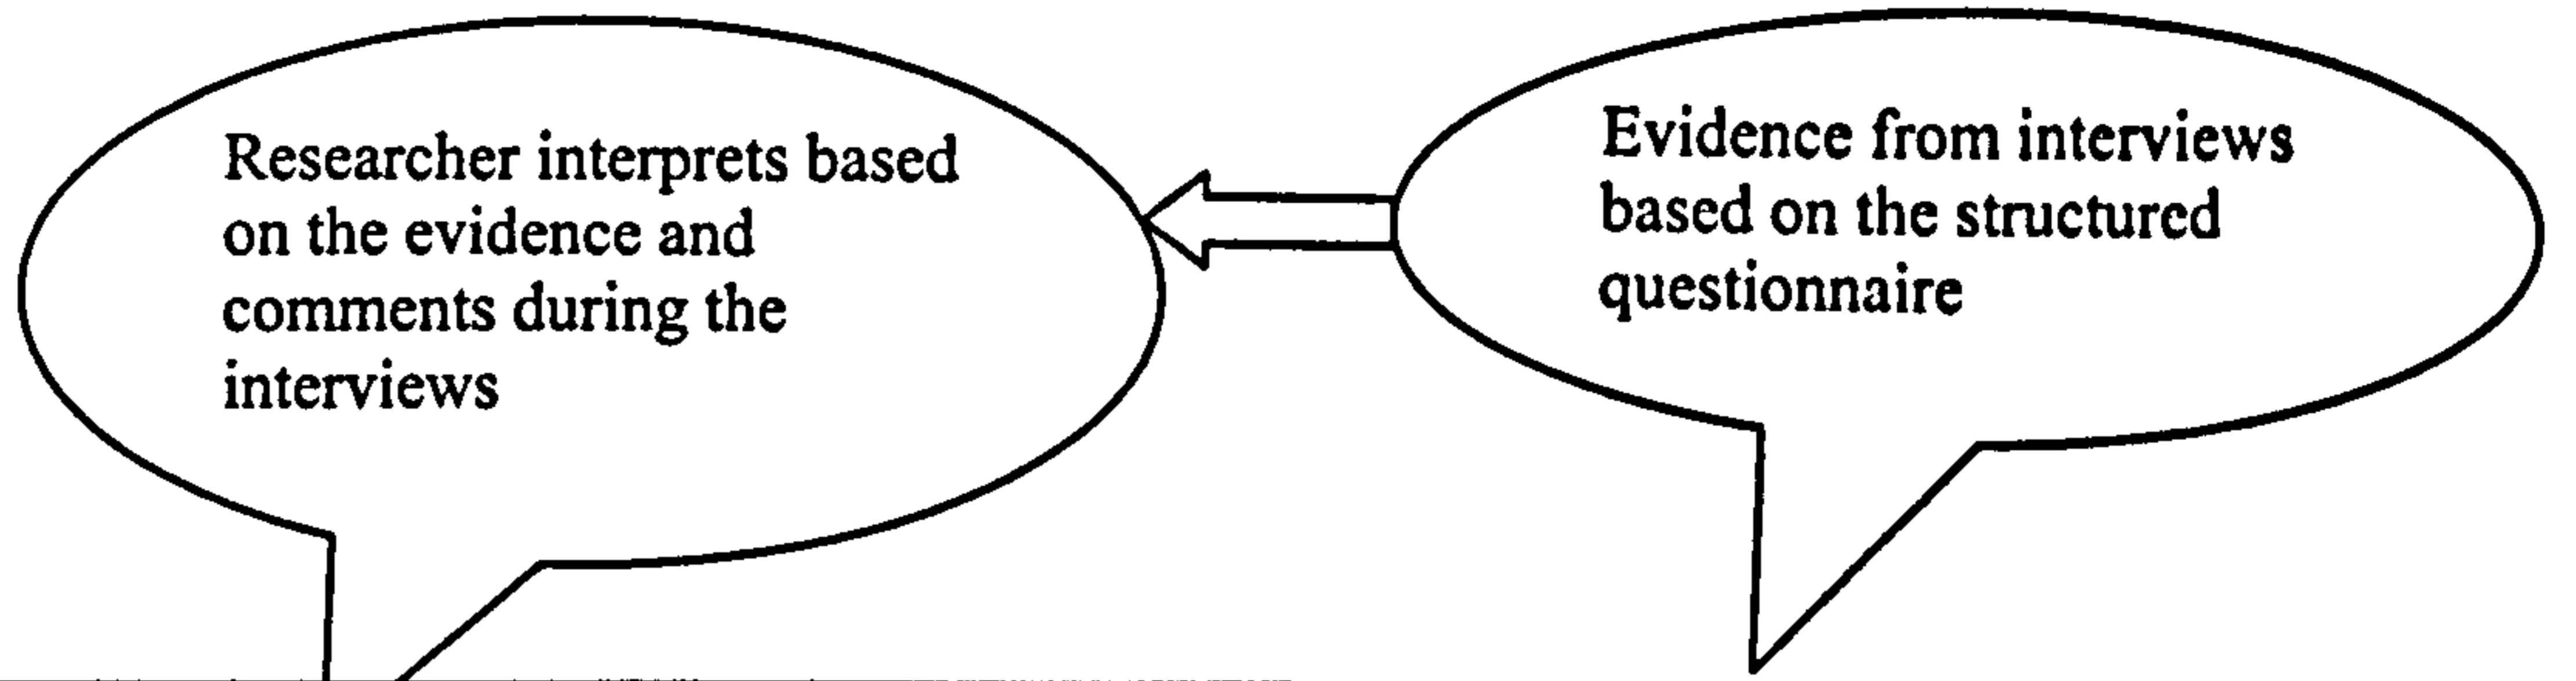 Researcher interprets based
on the evidence and
comments during the
interviews
Evidence from interviews
based on the structured
questionnaire